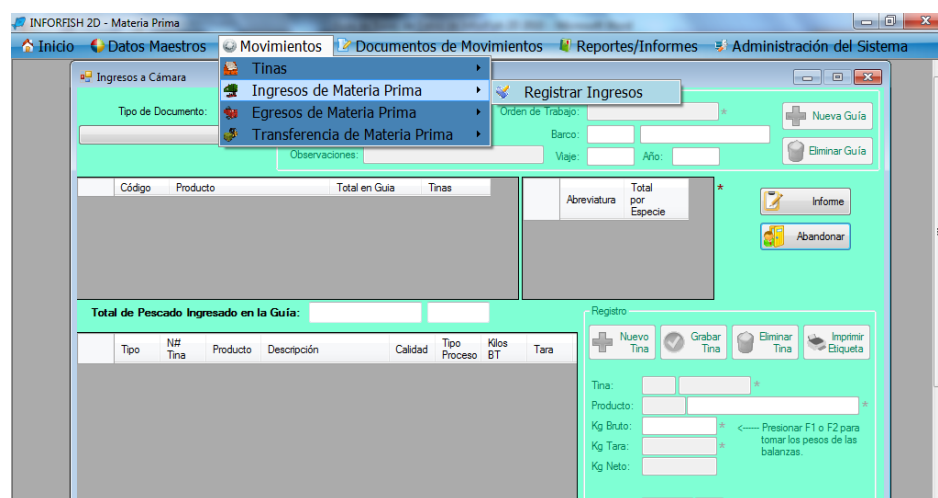 INFORFISH 2D - Materia Prima
Inicio Datos Maestros Movimientos Documentos de Movimientos Reportes/Informes Administración del Sistema
Tinas
Ingresos de Materia Prima
Egresos de Materia Prima
Transferencia de Materia Prima
Registrar Ingresos
Ingresos a Cámara
Tipo de Documento:
Orden de Trabajo: *
Barco:
Observaciones:
Viaje: Año:
Nueva Guía
Eliminar Guía
Código Producto Total en Guia Tinas
Abreviatura Total por Especie
*
Informe
Abandonar
Total de Pescado Ingresado en la Guía:
Tipo N# Tina Producto Descripción Calidad Tipo Proceso Kilos BT Tara
Registro
Nuevo Tina
Grabar Tina
Eliminar Tina
Imprimir Etiqueta
Tina: *
Producto: *
Kg Bruto: *
Kg Tara: *
Kg Neto:
<----- Presionar F1 o F2 para
tomar los pesos de las
balanzas.